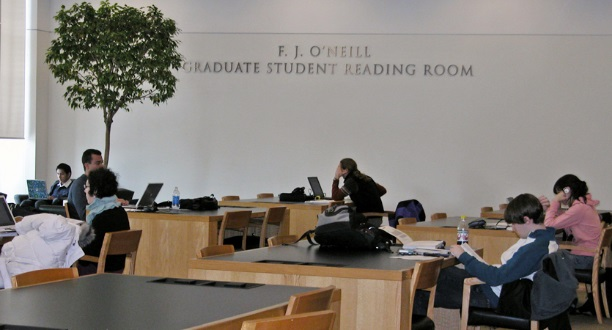 F. J. O'NEILL
GRADUATE STUDENT READING ROOM